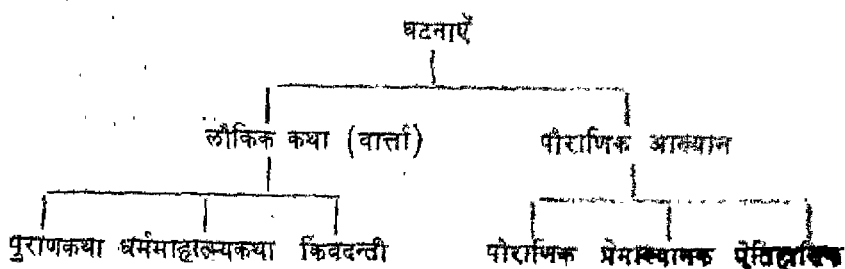 घटनाएँ
लौकिक कथा (वार्त्ता) पौराणिक आख्यान
पुराणकथा धर्ममाहात्म्यकथा किंवदन्ती पौराणिक प्रेमाख्यानक ऐतिहासिक